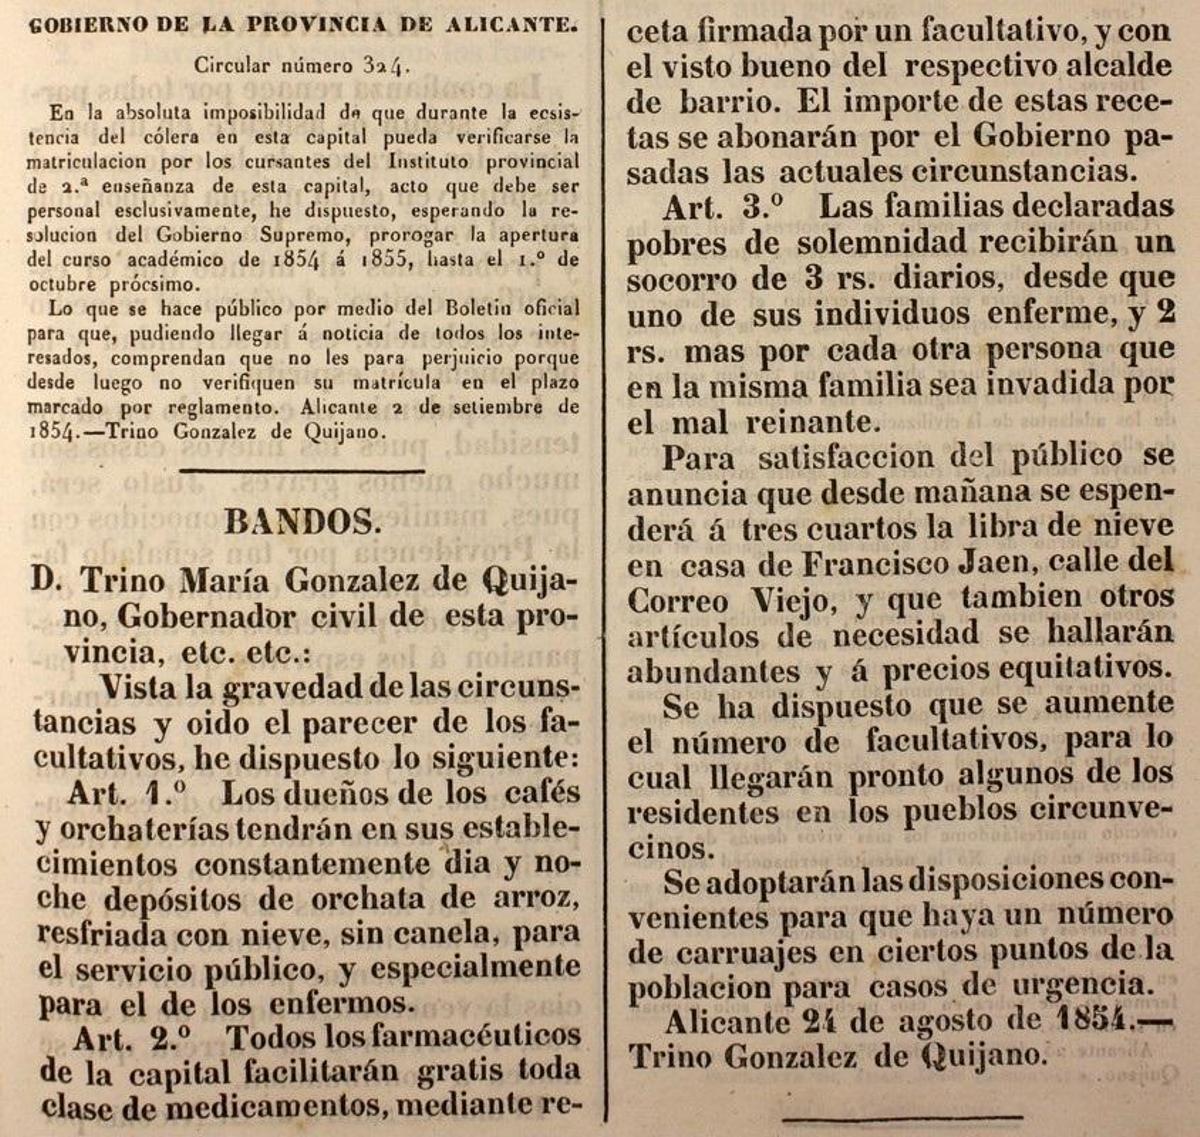 GOBIERNO DE LA PROVINCIA DE ALICANTE.
Circular número 324.
En la absoluta imposibilidad de que durante la ecsis-
tencia del cólera en esta capital pueda verificarse la
matriculacion por los cursantes del Instituto provincial
de 2.ª enseñanza de esta capital, acto que debe ser
personal esclusivamente, he dispuesto, esperando la re-
solucion del Gobierno Supremo, prorogar la apertura
del curso académico de 1854 á 1855, hasta el 1.º de
octubre prócsimo.
Lo que se hace público por medio del Boletin oficial
para que, pudiendo llegar á noticia de todos los inte-
resados, comprendan que no les para perjuicio porque
desde luego no verifiquen su matrícula en el plazo
marcado por reglamento. Alicante 2 de setiembre de
1854.—Trino Gonzalez de Quijano.
BANDOS.
D. Trino María Gonzalez de Quija-
no, Gobernador civil de esta pro-
vincia, etc. etc.:
Vista la gravedad de las circuns-
tancias y oido el parecer de los fa-
cultativos, he dispuesto lo siguiente:
Art. 1.º Los dueños de los cafés
y orchaterías tendrán en sus estable-
cimientos constantemente dia y no-
che depósitos de orchata de arroz,
resfriada con nieve, sin canela, para
el servicio público, y especialmente
para el de los enfermos.
Art. 2.º Todos los farmacéuticos
de la capital facilitarán gratis toda
clase de medicamentos, mediante re-
ceta firmada por un facultativo, y con
el visto bueno del respectivo alcalde
de barrio. El importe de estas rece-
tas se abonarán por el Gobierno pa-
sadas las actuales circunstancias.
Art. 3.º Las familias declaradas
pobres de solemnidad recibirán un
socorro de 3 rs. diarios, desde que
uno de sus individuos enferme, y 2
rs. mas por cada otra persona que
en la misma familia sea invadida por
el mal reinante.
Para satisfaccion del público se
anuncia que desde mañana se espen-
derá á tres cuartos la libra de nieve
en casa de Francisco Jaen, calle del
Correo Viejo, y que tambien otros
artículos de necesidad se hallarán
abundantes y á precios equitativos.
Se ha dispuesto que se aumente
el número de facultativos, para lo
cual llegarán pronto algunos de los
residentes en los pueblos circunve-
cinos.
Se adoptarán las disposiciones con-
venientes para que haya un número
de carruajes en ciertos puntos de la
poblacion para casos de urgencia.
Alicante 24 de agosto de 1854.—
Trino Gonzalez de Quijano.